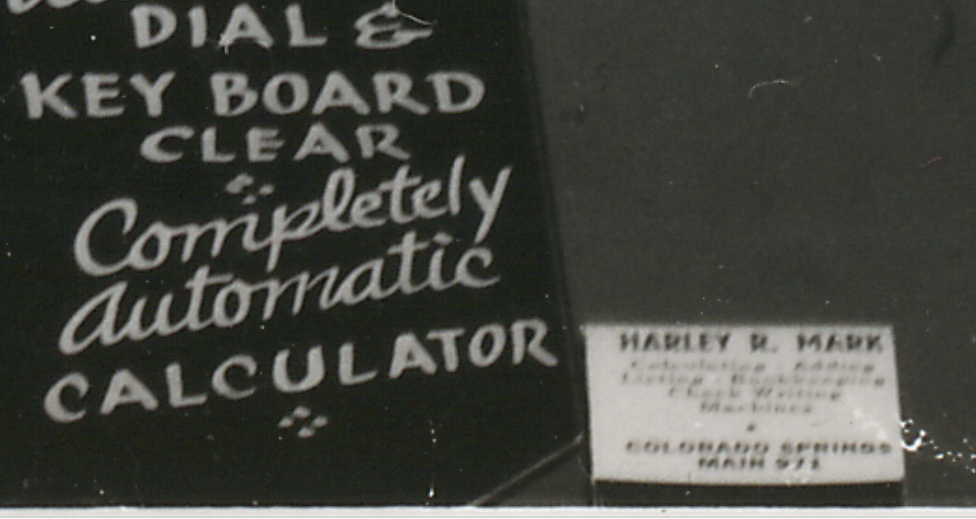 DIAL &
KEY BOARD
CLEAR
Completely
Automatic
CALCULATOR
HARLEY R. MARK
Calculating - Adding
Listing - Bookkeeping
Check Writing
Machines
COLORADO SPRINGS
MAIN 971